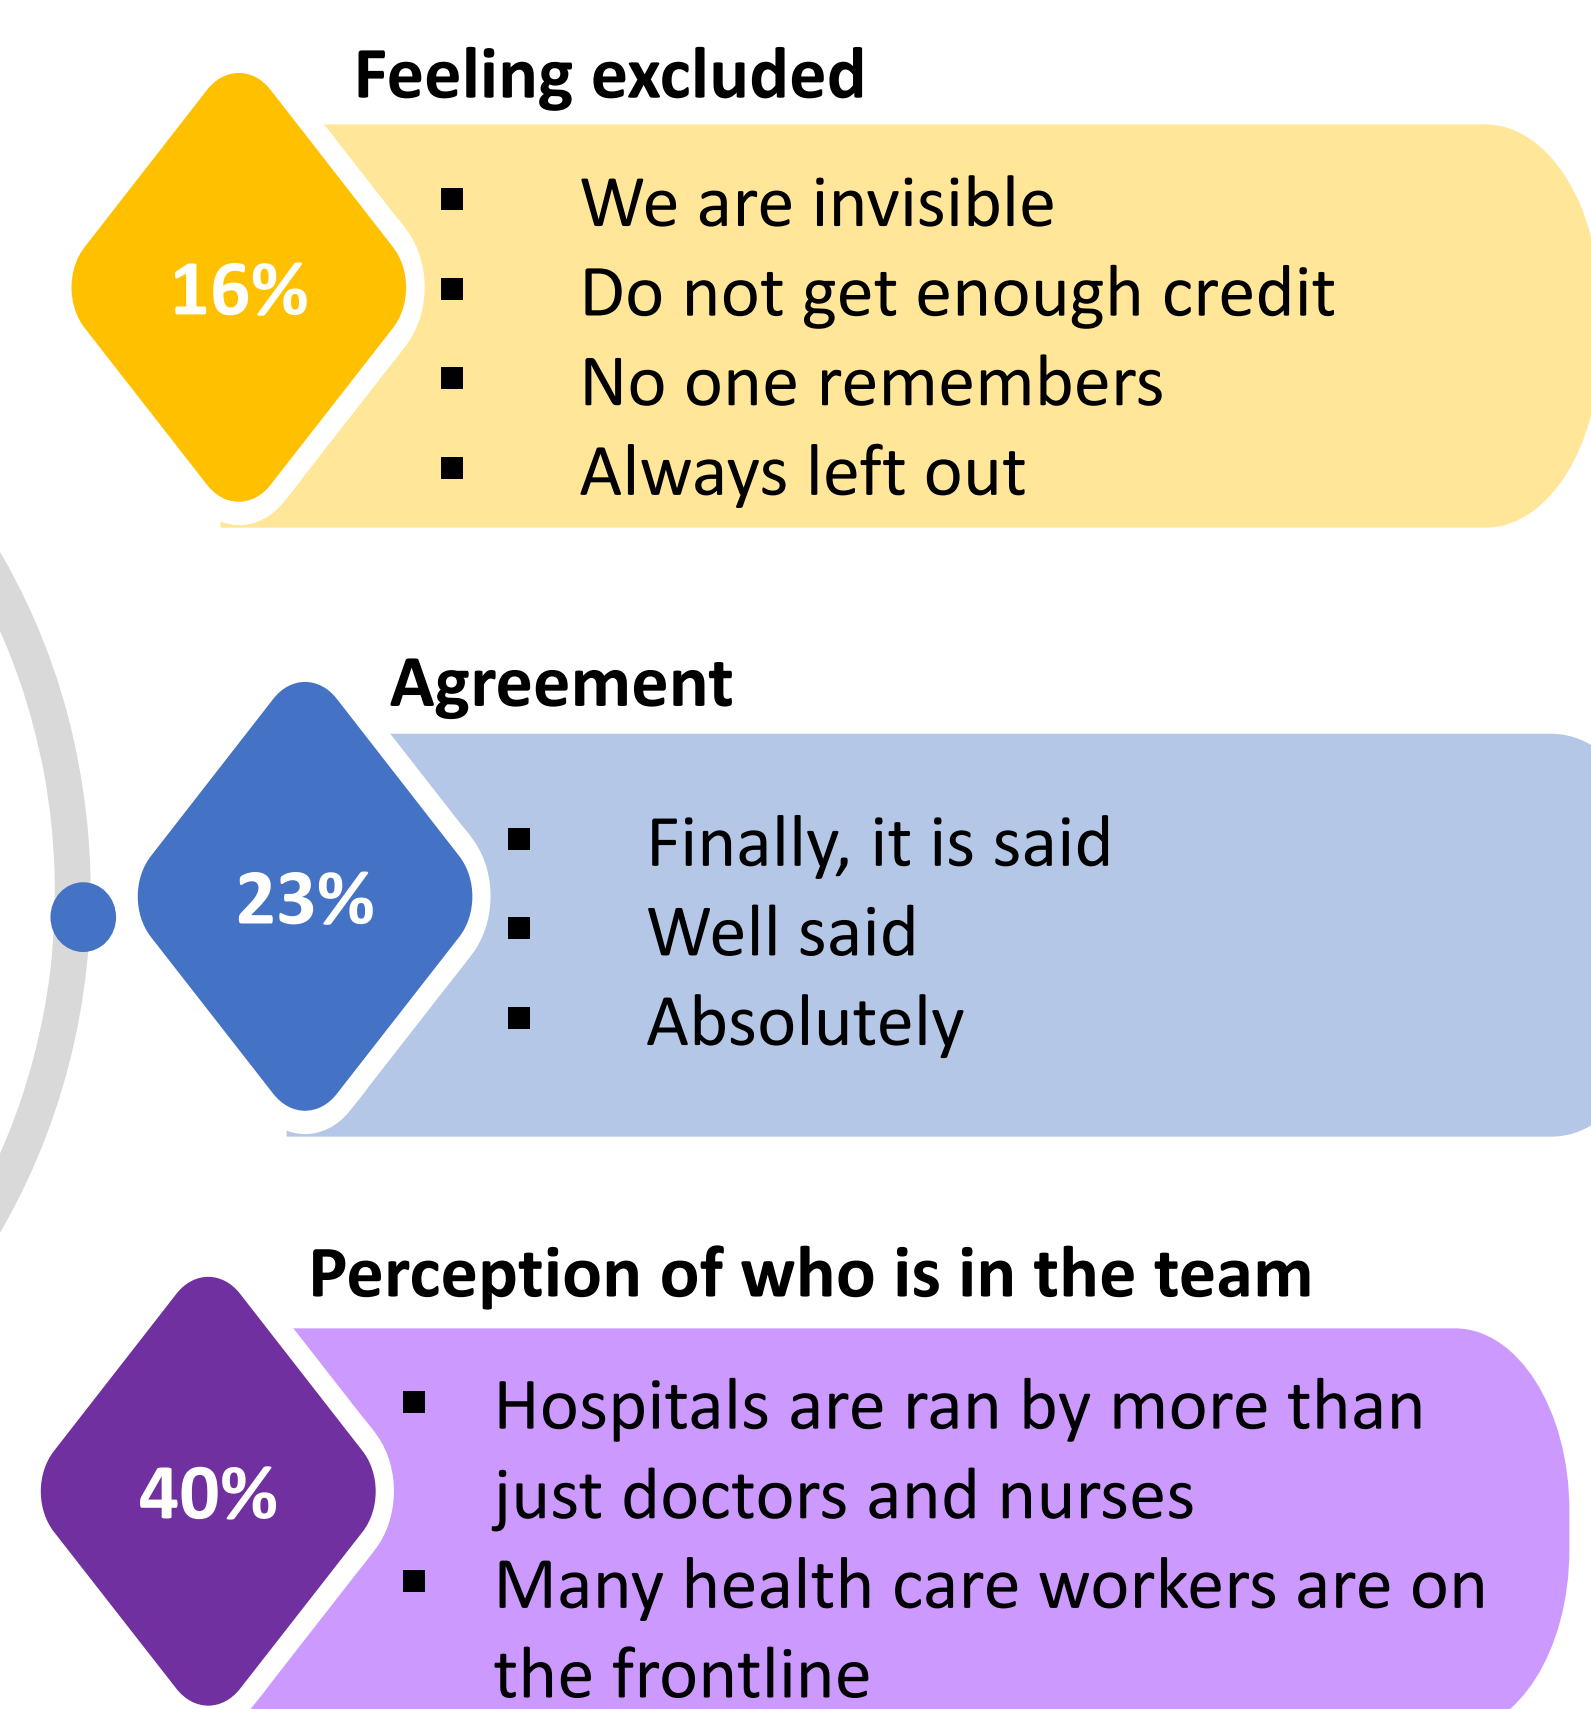 Feeling excluded
16%
▪ We are invisible
▪ Do not get enough credit
▪ No one remembers
▪ Always left out
Agreement
23%
▪ Finally, it is said
▪ Well said
▪ Absolutely
Perception of who is in the team
40%
▪ Hospitals are ran by more than
just doctors and nurses
▪ Many health care workers are on
the frontline